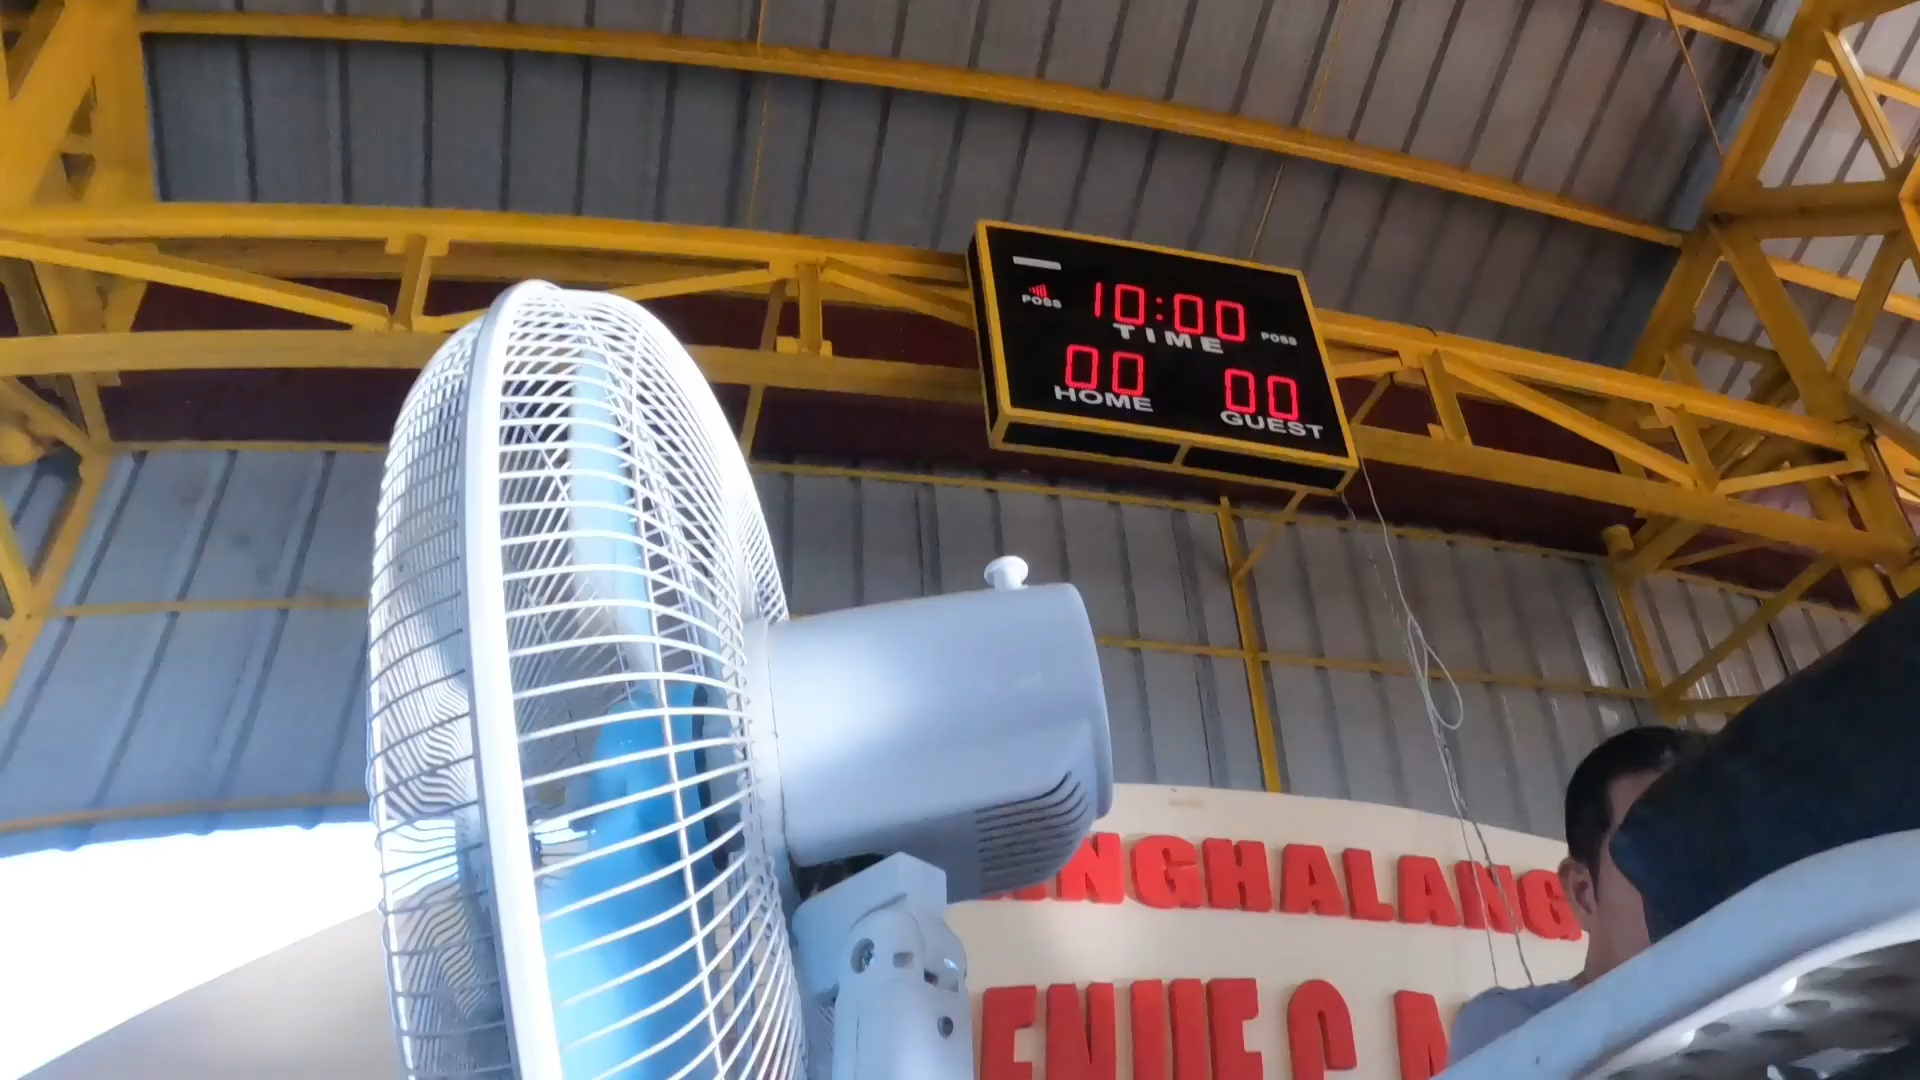 10:00
POSS TIME POSS
00 00
HOME GUEST
NGHALANG